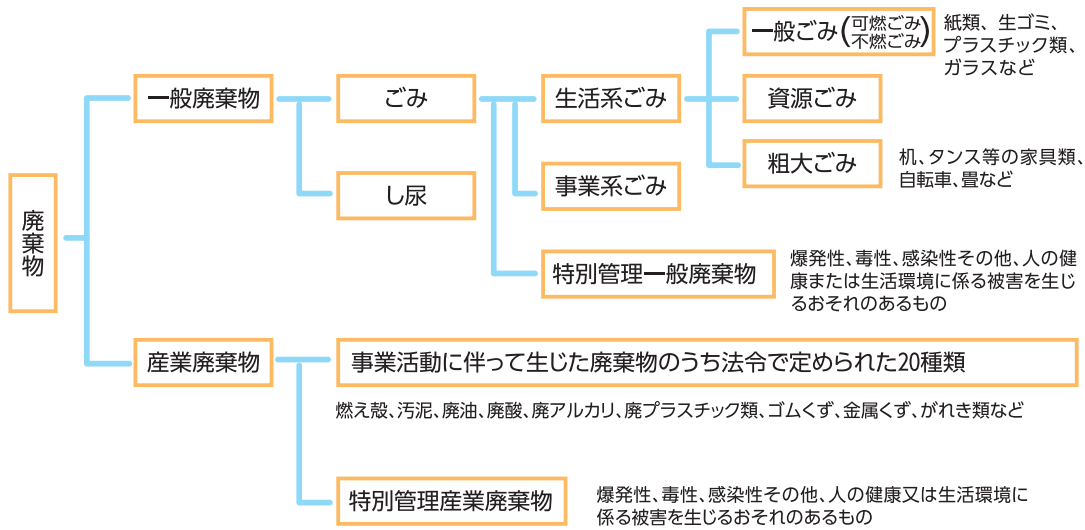 廃棄物
一般廃棄物
ごみ
し尿
生活系ごみ
事業系ごみ
特別管理一般廃棄物
爆発性、毒性、感染性その他、人の健
康または生活環境に係る被害を生じ
るおそれのあるもの
一般ごみ(可燃ごみ
不燃ごみ)
紙類、生ゴミ、
プラスチック類、
ガラスなど
資源ごみ
粗大ごみ
机、タンス等の家具類、
自転車、畳など
産業廃棄物
事業活動に伴って生じた廃棄物のうち法令で定められた20種類
燃え殻、汚泥、廃油、廃酸、廃アルカリ、廃プラスチック類、ゴムくず、金属くず、がれき類など
特別管理産業廃棄物
爆発性、毒性、感染性その他、人の健康又は生活環境に
係る被害を生じるおそれのあるもの